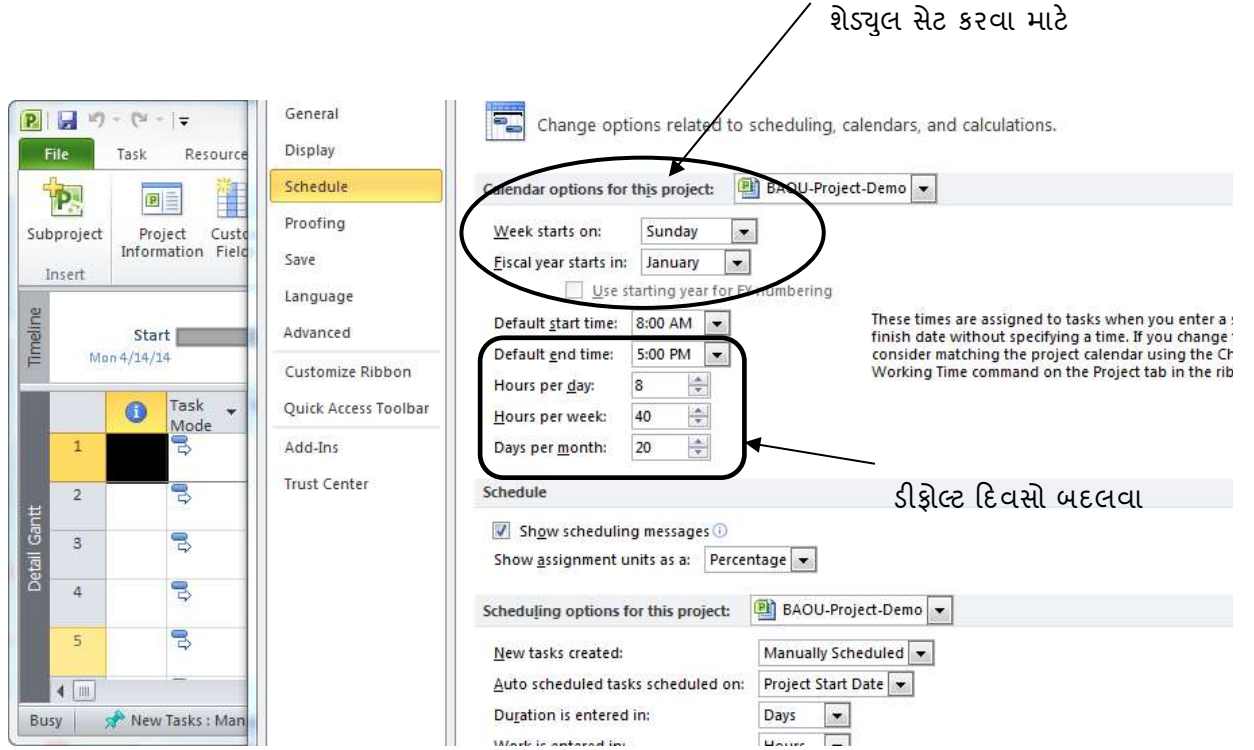 શેડ્યુલ સેટ કરવા માટે
File Task Resource
Subproject
Project Information
Insert
Timeline
Start
Mon 4/14/14
Task Mode
1
2
3
4
5
Detail Gantt
Busy New Tasks : Man
General
Display
Schedule
Proofing
Save
Language
Advanced
Customize Ribbon
Quick Access Toolbar
Add-Ins
Trust Center
Change options related to scheduling, calendars, and calculations.
Calendar options for this project: BAOU-Project-Demo
Week starts on: Sunday
Fiscal year starts in: January
Use starting year for FY numbering
Default start time: 8:00 AM
Default end time: 5:00 PM
Hours per day: 8
Hours per week: 40
Days per month: 20
These times are assigned to tasks when you enter a
finish date without specifying a time. If you change
consider matching the project calendar using the
Working Time command on the Project tab in the
ડીફોલ્ટ દિવસો બદલવા
Schedule
Show scheduling messages
Show assignment units as a: Percentage
Scheduling options for this project: BAOU-Project-Demo
New tasks created: Manually Scheduled
Auto scheduled tasks scheduled on: Project Start Date
Duration is entered in: Days
Work is entered in: Hours